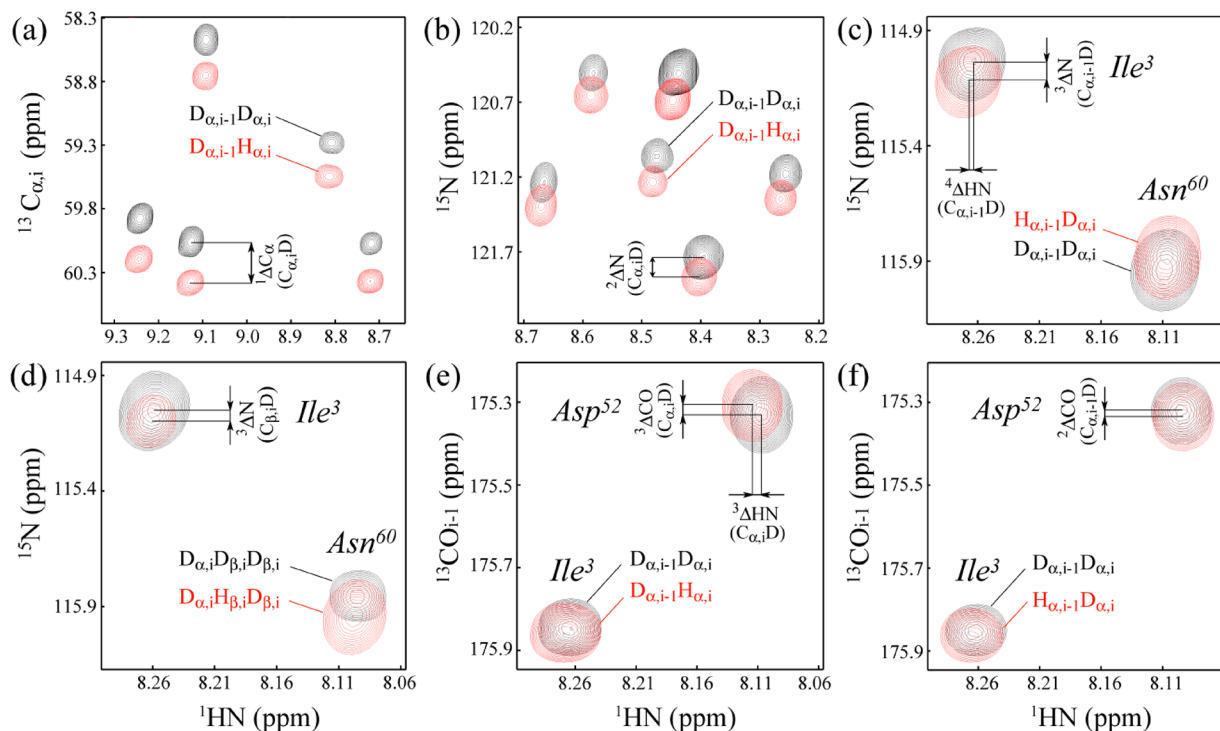 (a)
58.3
58.8
59.3
59.8
60.3
¹³Cα,i (ppm)
Dα,i-1Dα,i
Dα,i-1Hα,i
¹ΔCα
(Cα,iD)
9.3 9.2 9.1 9.0 8.9 8.8 8.7
(b)
120.2
120.7
121.2
121.7
¹⁵N (ppm)
Dα,i-1Dα,i
Dα,i-1Hα,i
²ΔN
(Cα,iD)
8.7 8.6 8.5 8.4 8.3 8.2
(c)
114.9
115.4
115.9
¹⁵N (ppm)
Ile³
³ΔN
(Cα,i-1D)
⁴ΔHN
(Cα,i-1D)
Asn⁶⁰
Hα,i-1Dα,i
Dα,i-1Dα,i
8.26 8.21 8.16 8.11
(d)
114.9
115.4
115.9
¹⁵N (ppm)
³ΔN
(Cβ,iD)
Ile³
Asn⁶⁰
Dα,iDβ,iDβ,i
Dα,iHβ,iDβ,i
8.26 8.21 8.16 8.11 8.06
¹HN (ppm)
(e)
175.3
175.5
175.7
175.9
¹³COi-1 (ppm)
Asp⁵²
³ΔCO
(Cα,iD)
³ΔHN
(Cα,iD)
Ile³
Dα,i-1Dα,i
Dα,i-1Hα,i
8.26 8.21 8.16 8.11 8.06
¹HN (ppm)
(f)
175.3
175.5
175.7
175.9
¹³COi-1 (ppm)
Asp⁵²
²ΔCO
(Cα,i-1D)
Ile³
Dα,i-1Dα,i
Hα,i-1Dα,i
8.26 8.21 8.16 8.11
¹HN (ppm)